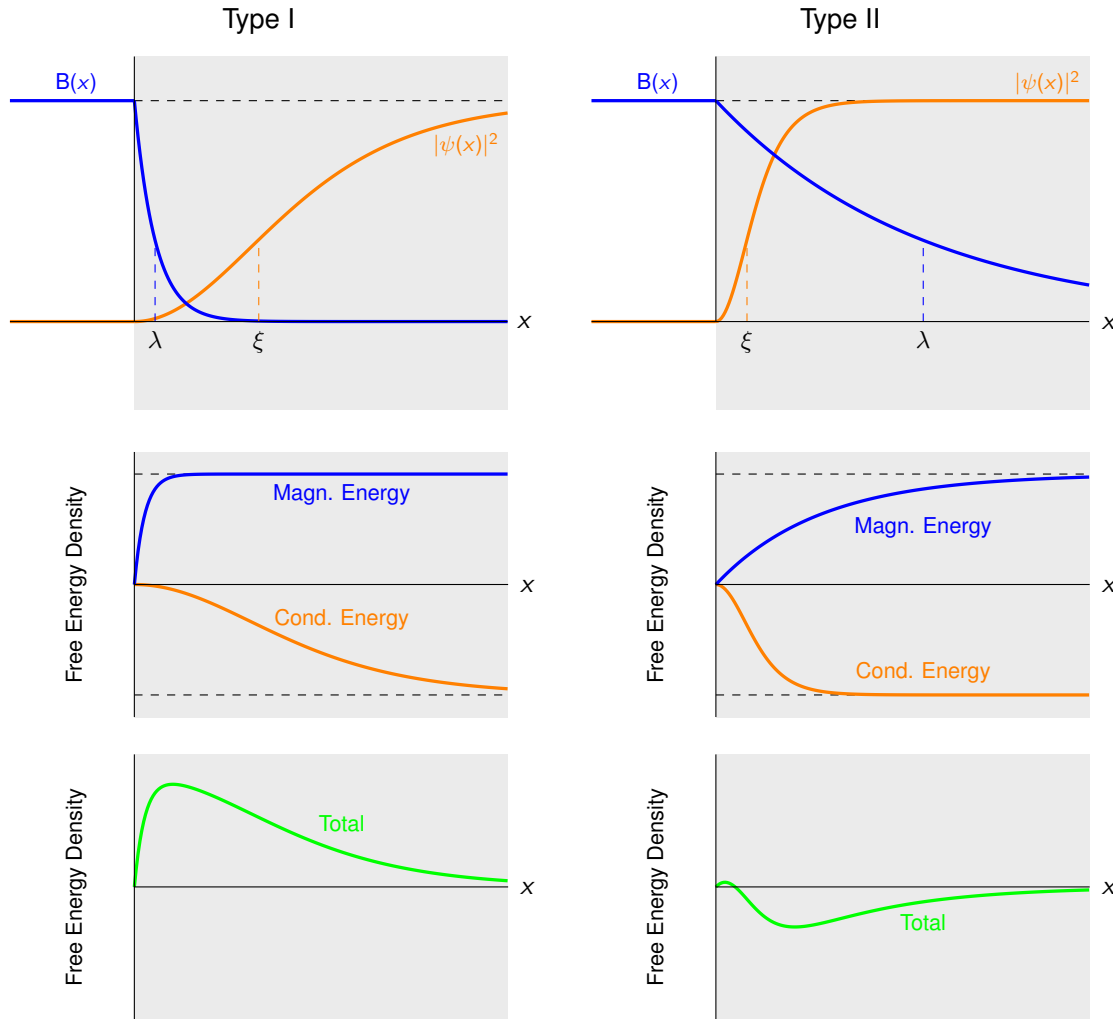 Type I
Type II
B(x)
|ψ(x)|²
x
λ
ξ
B(x)
|ψ(x)|²
x
ξ
λ
Free Energy Density
Magn. Energy
x
Cond. Energy
Free Energy Density
Magn. Energy
x
Cond. Energy
Free Energy Density
Total
x
Free Energy Density
x
Total